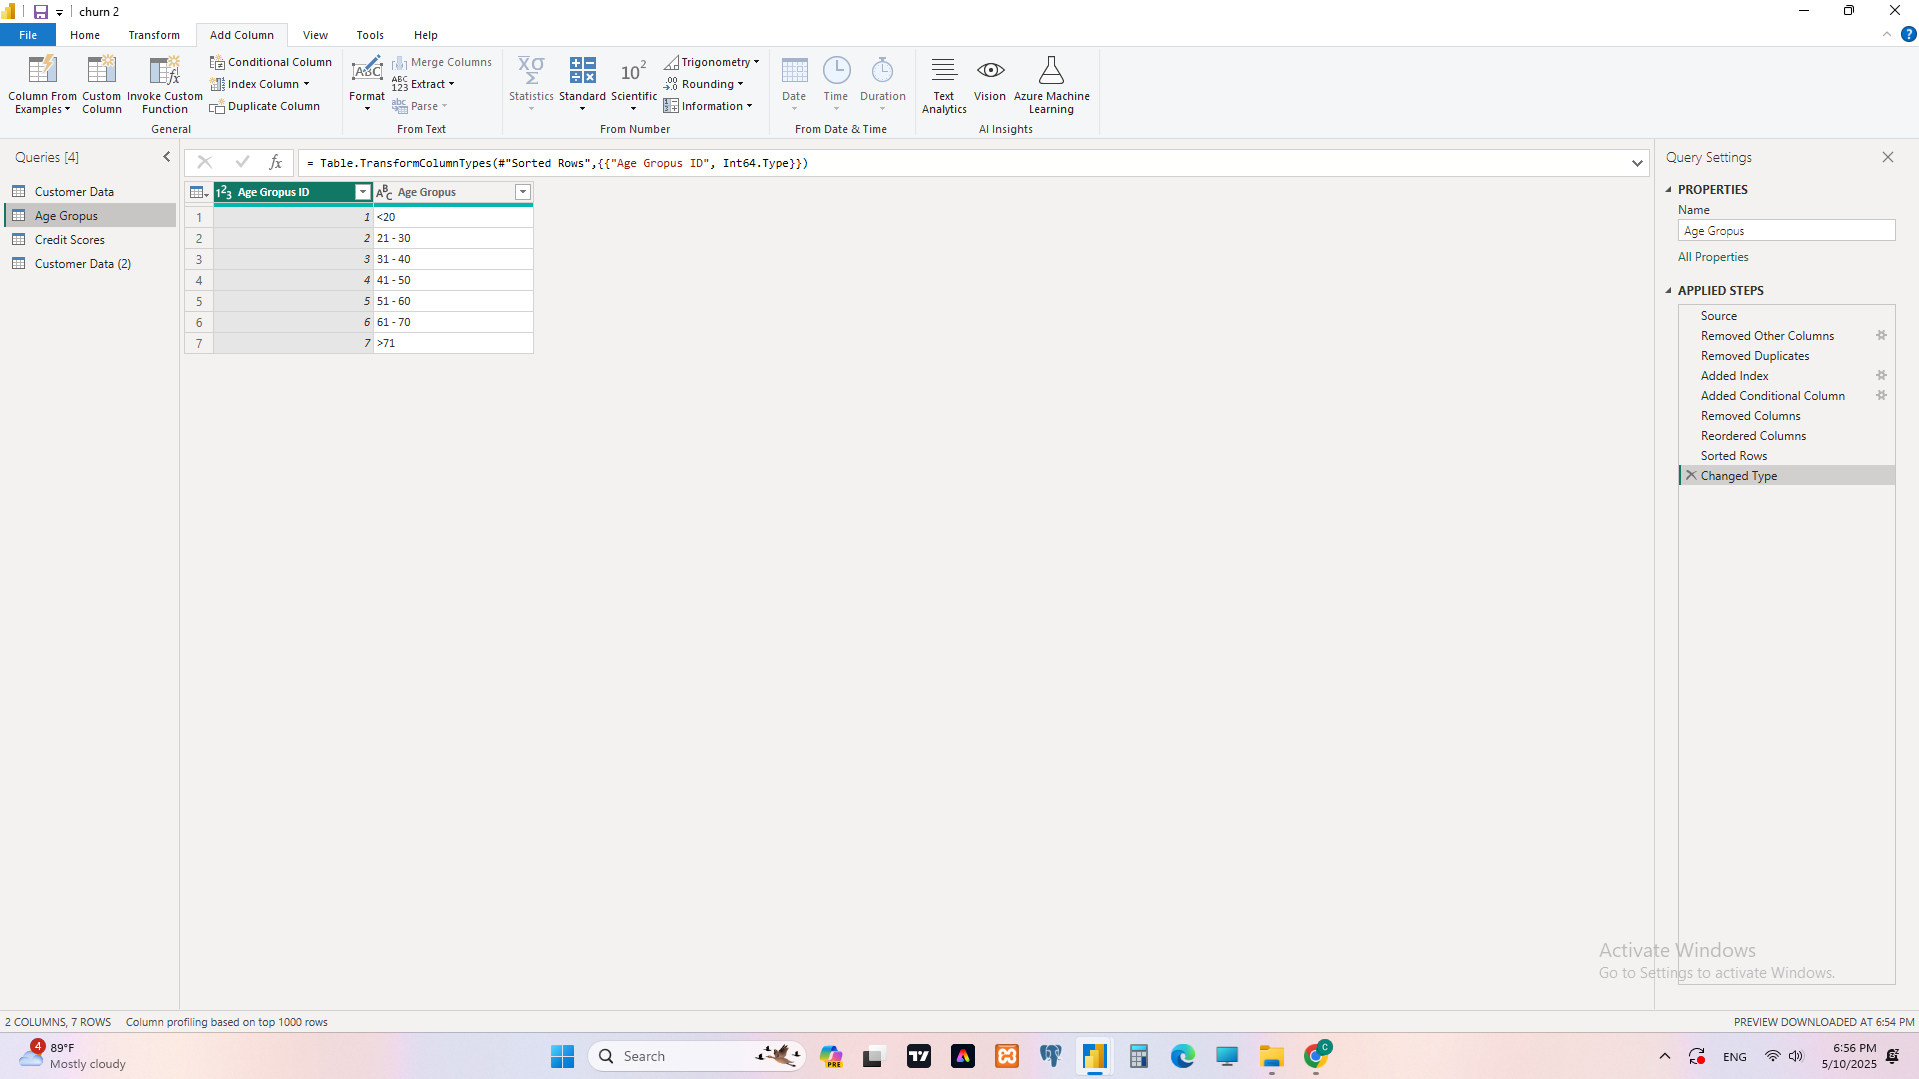 churn 2
File Home Transform Add Column View Tools Help
Column From Examples
Custom Column
Invoke Custom Function
Conditional Column
Index Column
Duplicate Column
General
Format
Merge Columns
Extract
Parse
From Text
Statistics
Standard
Scientific
Trigonometry
Rounding
Information
From Number
Date
Time
Duration
From Date & Time
Text Analytics
Vision
Azure Machine Learning
AI Insights
Queries [4]
Customer Data
Age Gropus
Credit Scores
Customer Data (2)
= Table.TransformColumnTypes(#"Sorted Rows",{{"Age Gropus ID", Int64.Type}})
Age Gropus ID Age Gropus
1 1 <20
2 2 21 - 30
3 3 31 - 40
4 4 41 - 50
5 5 51 - 60
6 6 61 - 70
7 7 >71
Query Settings
PROPERTIES
Name
Age Gropus
All Properties
APPLIED STEPS
Source
Removed Other Columns
Removed Duplicates
Added Index
Added Conditional Column
Removed Columns
Reordered Columns
Sorted Rows
Changed Type
Activate Windows
Go to Settings to activate Windows.
2 COLUMNS, 7 ROWS Column profiling based on top 1000 rows
PREVIEW DOWNLOADED AT 6:54 PM
4
89°F
Mostly cloudy
Search
PRE
C
ENG
6:56 PM
5/10/2025